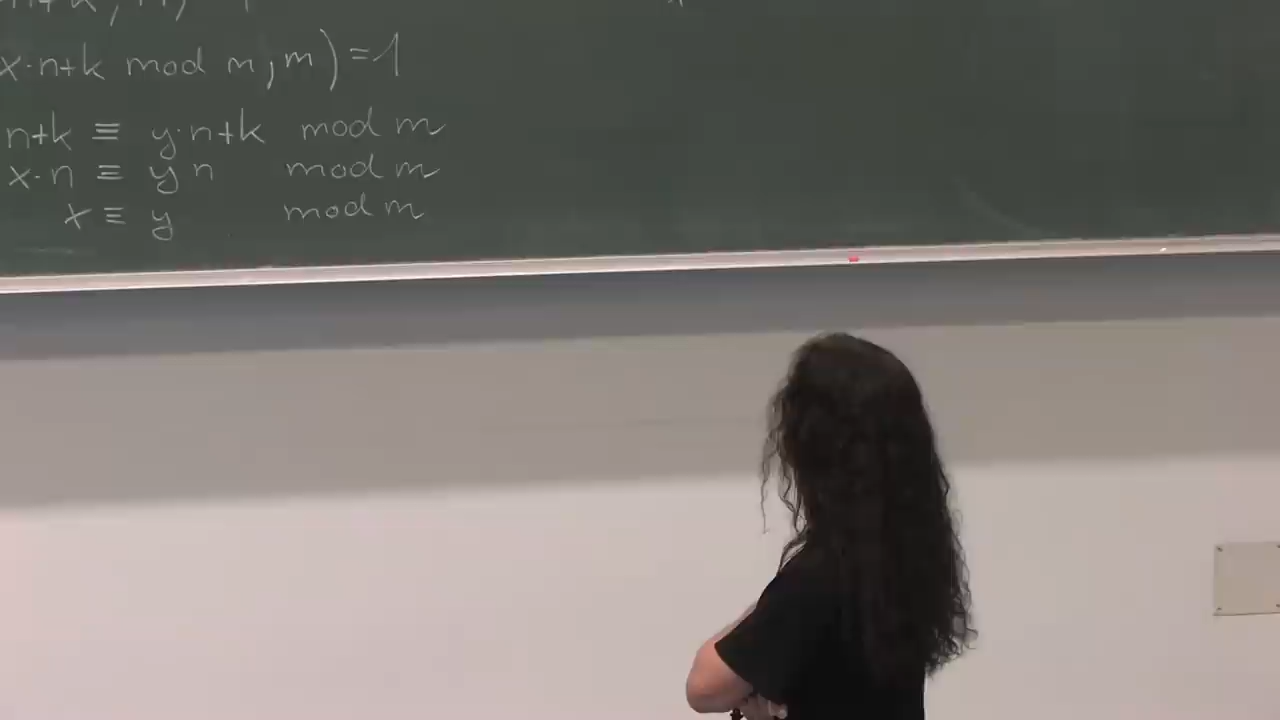 x·n+k mod m, m) = 1
n+k ≡ y·n+k mod m
x·n ≡ y n mod m
x ≡ y mod m